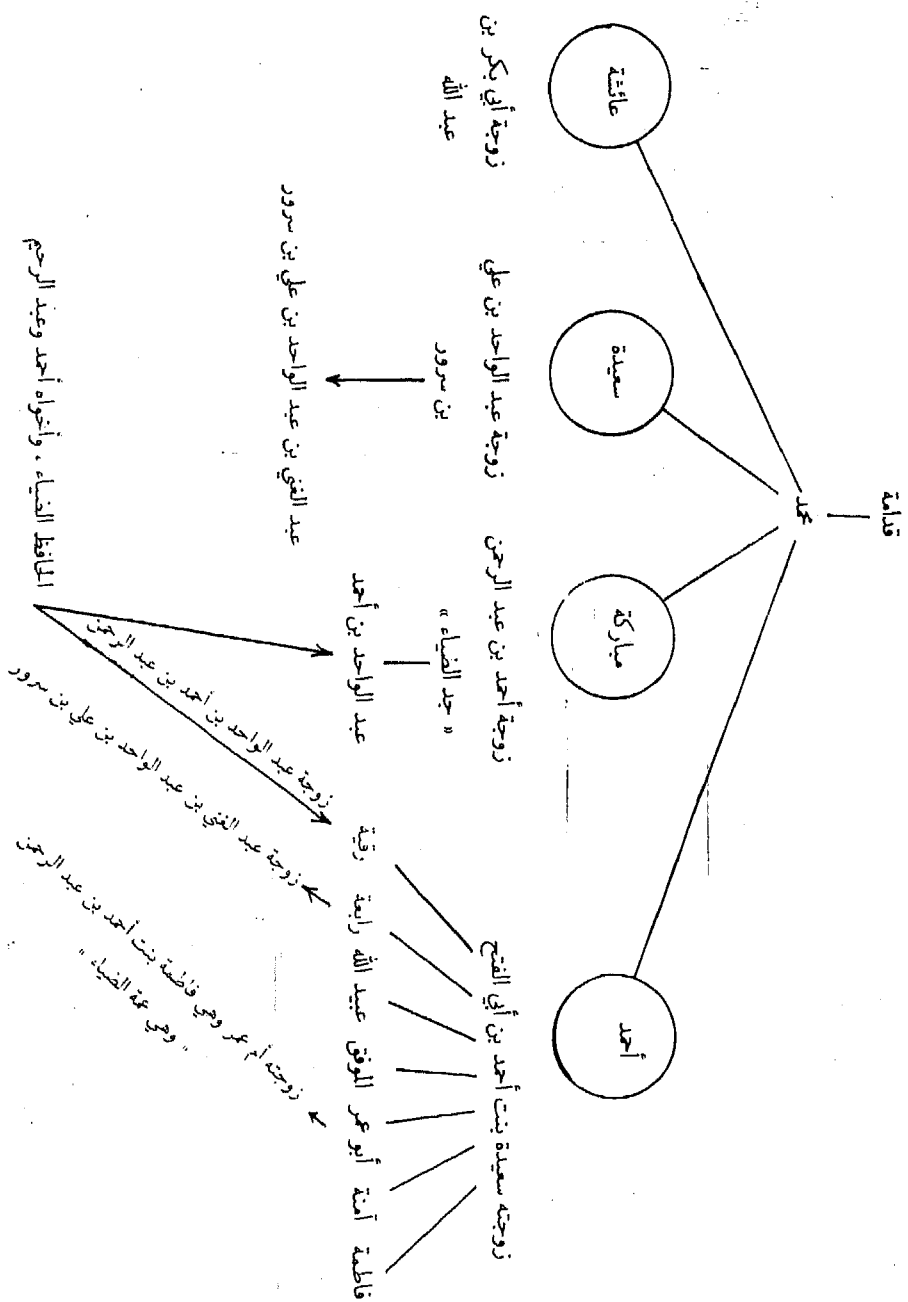 قدامة
محمد
عائشة
زوجة أبي بكر بن
عبد الله
سعيدة
زوجة عبد الواحد بن علي
بن سرور
عبد الغني بن عبد الواحد بن علي بن سرور
مباركة
زوجة أحمد بن عبد الرحمن
« جد الضياء »
عبد الواحد بن أحمد
الحافظ الضياء ، وأخواه أحمد وعبد الرحيم
أحمد
زوجته سعيدة بنت أحمد بن أبي الفتح
رقية
رابعة
عبيد الله
الموفق
أبو عمر
آمنة
فاطمة
زوجة عبد الواحد بن أحمد بن عبد الرحمن
زوجة عبد الغني بن عبد الواحد بن علي بن سرور
زوجته أم عمر وهي فاطمة بنت أحمد بن عبد الرحمن
" وهي عمة الضياء "